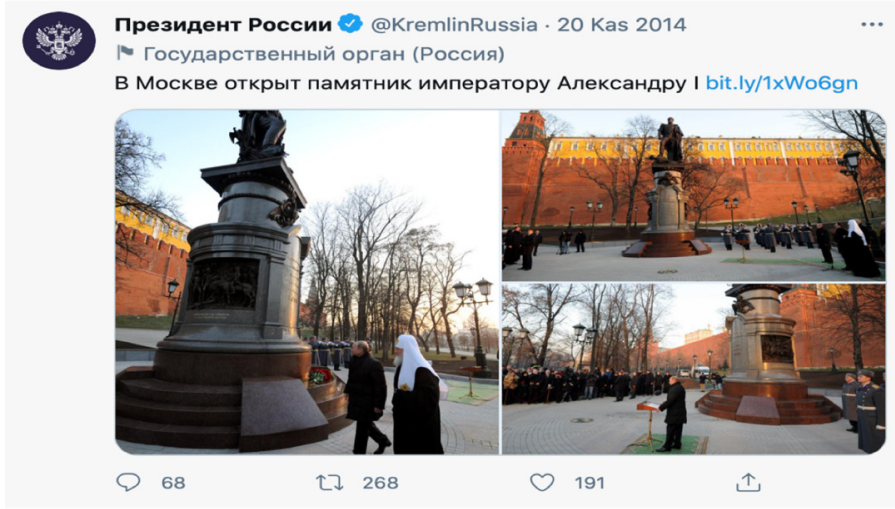 Президент России @KremlinRussia · 20 Kas 2014
Государственный орган (Россия)
В Москве открыт памятник императору Александру I bit.ly/1xWo6gn
68 268 191